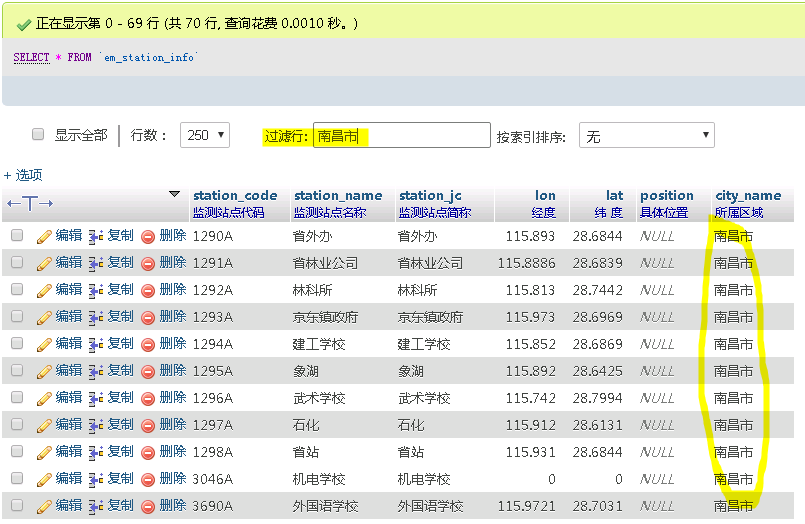 正在显示第 0 - 69 行 (共 70 行, 查询花费 0.0010 秒。)
SELECT * FROM `em_station_info`
显示全部 行数： 250 过滤行: 南昌市 按索引排序: 无
+ 选项
←T→ station_code station_name station_jc lon lat position city_name
监测站点代码 监测站点名称 监测站点简称 经度 纬 度 具体位置 所属区域
编辑 复制 删除 1290A 省外办 省外办 115.893 28.6844 NULL 南昌市
编辑 复制 删除 1291A 省林业公司 省林业公司 115.8886 28.6839 NULL 南昌市
编辑 复制 删除 1292A 林科所 林科所 115.813 28.7442 NULL 南昌市
编辑 复制 删除 1293A 京东镇政府 京东镇政府 115.973 28.6969 NULL 南昌市
编辑 复制 删除 1294A 建工学校 建工学校 115.852 28.6869 NULL 南昌市
编辑 复制 删除 1295A 象湖 象湖 115.892 28.6425 NULL 南昌市
编辑 复制 删除 1296A 武术学校 武术学校 115.742 28.7994 NULL 南昌市
编辑 复制 删除 1297A 石化 石化 115.912 28.6131 NULL 南昌市
编辑 复制 删除 1298A 省站 省站 115.931 28.6844 NULL 南昌市
编辑 复制 删除 3046A 机电学校 机电学校 0 0 NULL 南昌市
编辑 复制 删除 3690A 外国语学校 外国语学校 115.9721 28.7031 NULL 南昌市